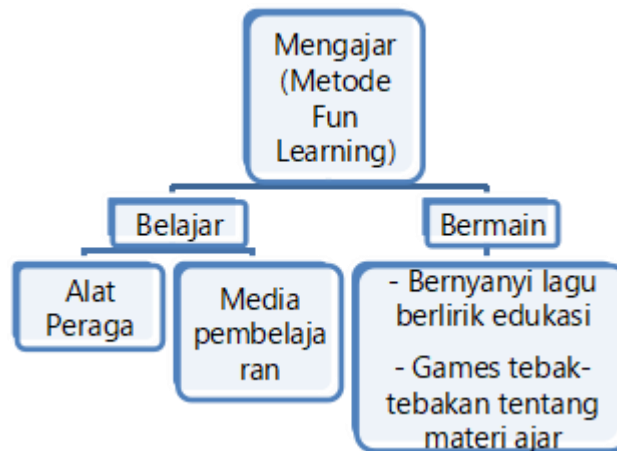 Mengajar
(Metode
Fun
Learning)
Belajar
Bermain
Alat
Peraga
Media
pembelaja
ran
- Bernyanyi lagu
berlirik edukasi
- Games tebak-
tebakan tentang
materi ajar